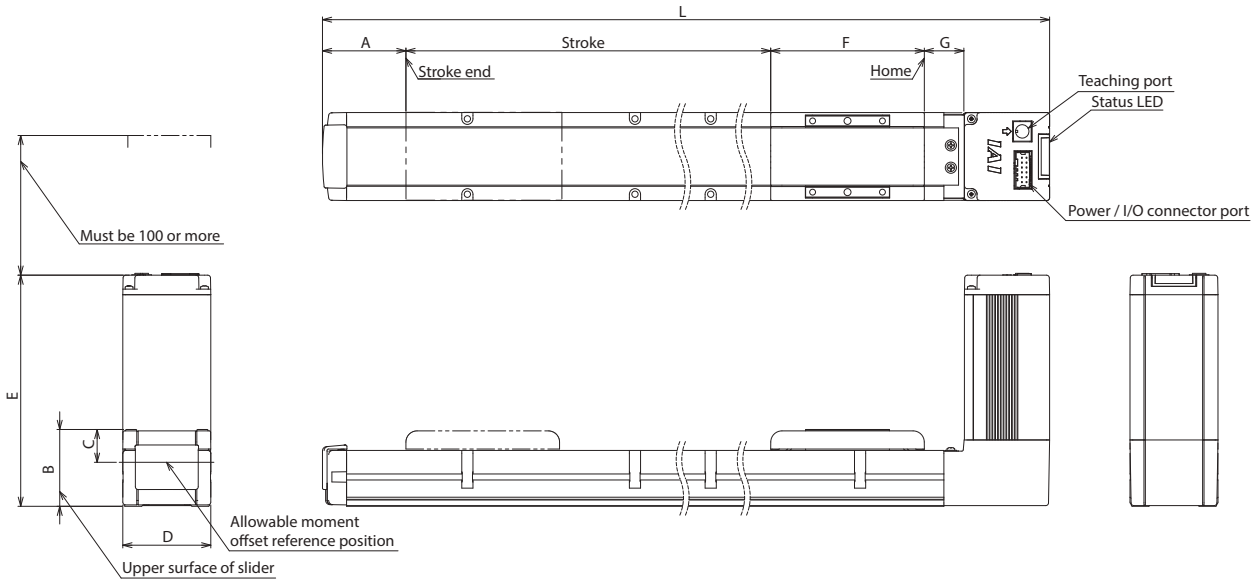 L
A
Stroke
F
G
Stroke end
Home
Teaching port
Status LED
IAI
Power / I/O connector port
Must be 100 or more
E
B
C
D
Allowable moment
offset reference position
Upper surface of slider